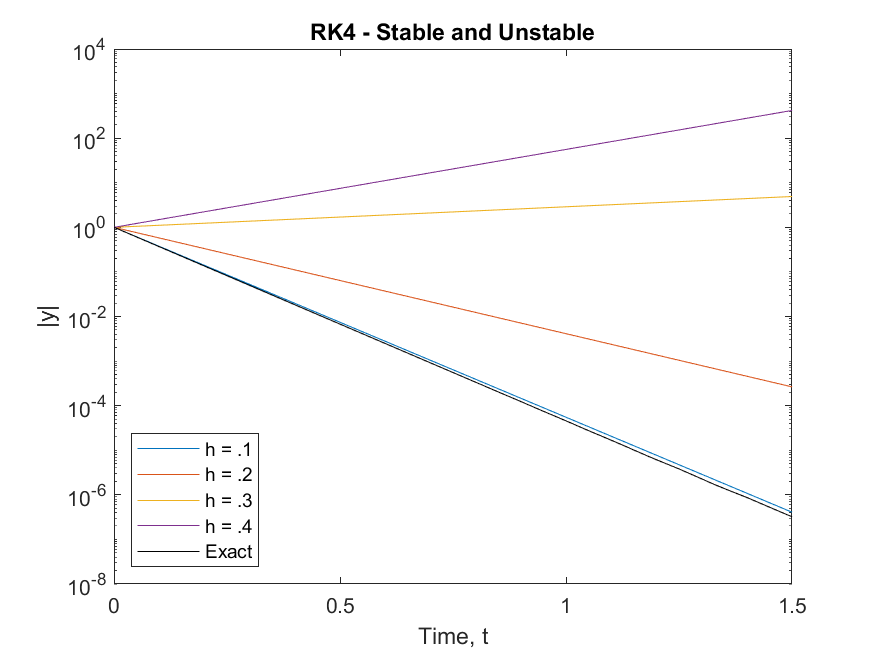 RK4 - Stable and Unstable
10^4
10^2
10^0
10^-2
10^-4
10^-6
10^-8
|y|
h = .1
h = .2
h = .3
h = .4
Exact
0 0.5 1 1.5
Time, t